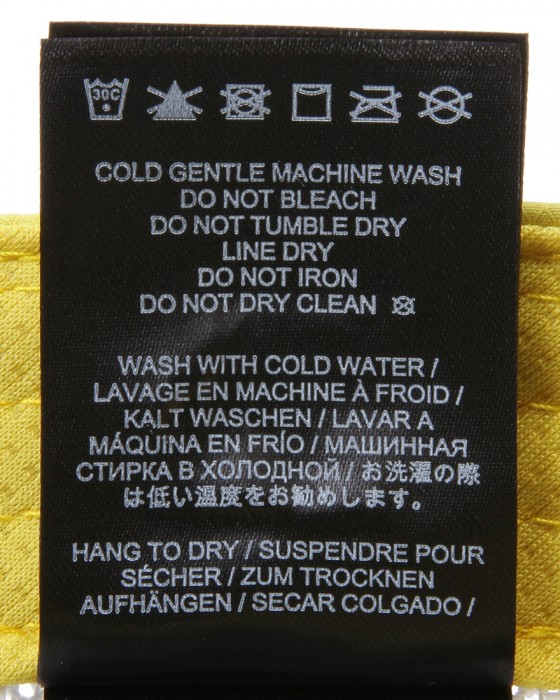 30C
COLD GENTLE MACHINE WASH
DO NOT BLEACH
DO NOT TUMBLE DRY
LINE DRY
DO NOT IRON
DO NOT DRY CLEAN
WASH WITH COLD WATER /
LAVAGE EN MACHINE À FROID /
KALT WASCHEN / LAVAR A
MÁQUINA EN FRÍO / МАШИННАЯ
СТИРКА В ХОЛОДНОЙ / お洗濯の際
は低い温度をお勧めします。
HANG TO DRY / SUSPENDRE POUR
SÉCHER / ZUM TROCKNEN
AUFHÄNGEN / SECAR COLGADO /